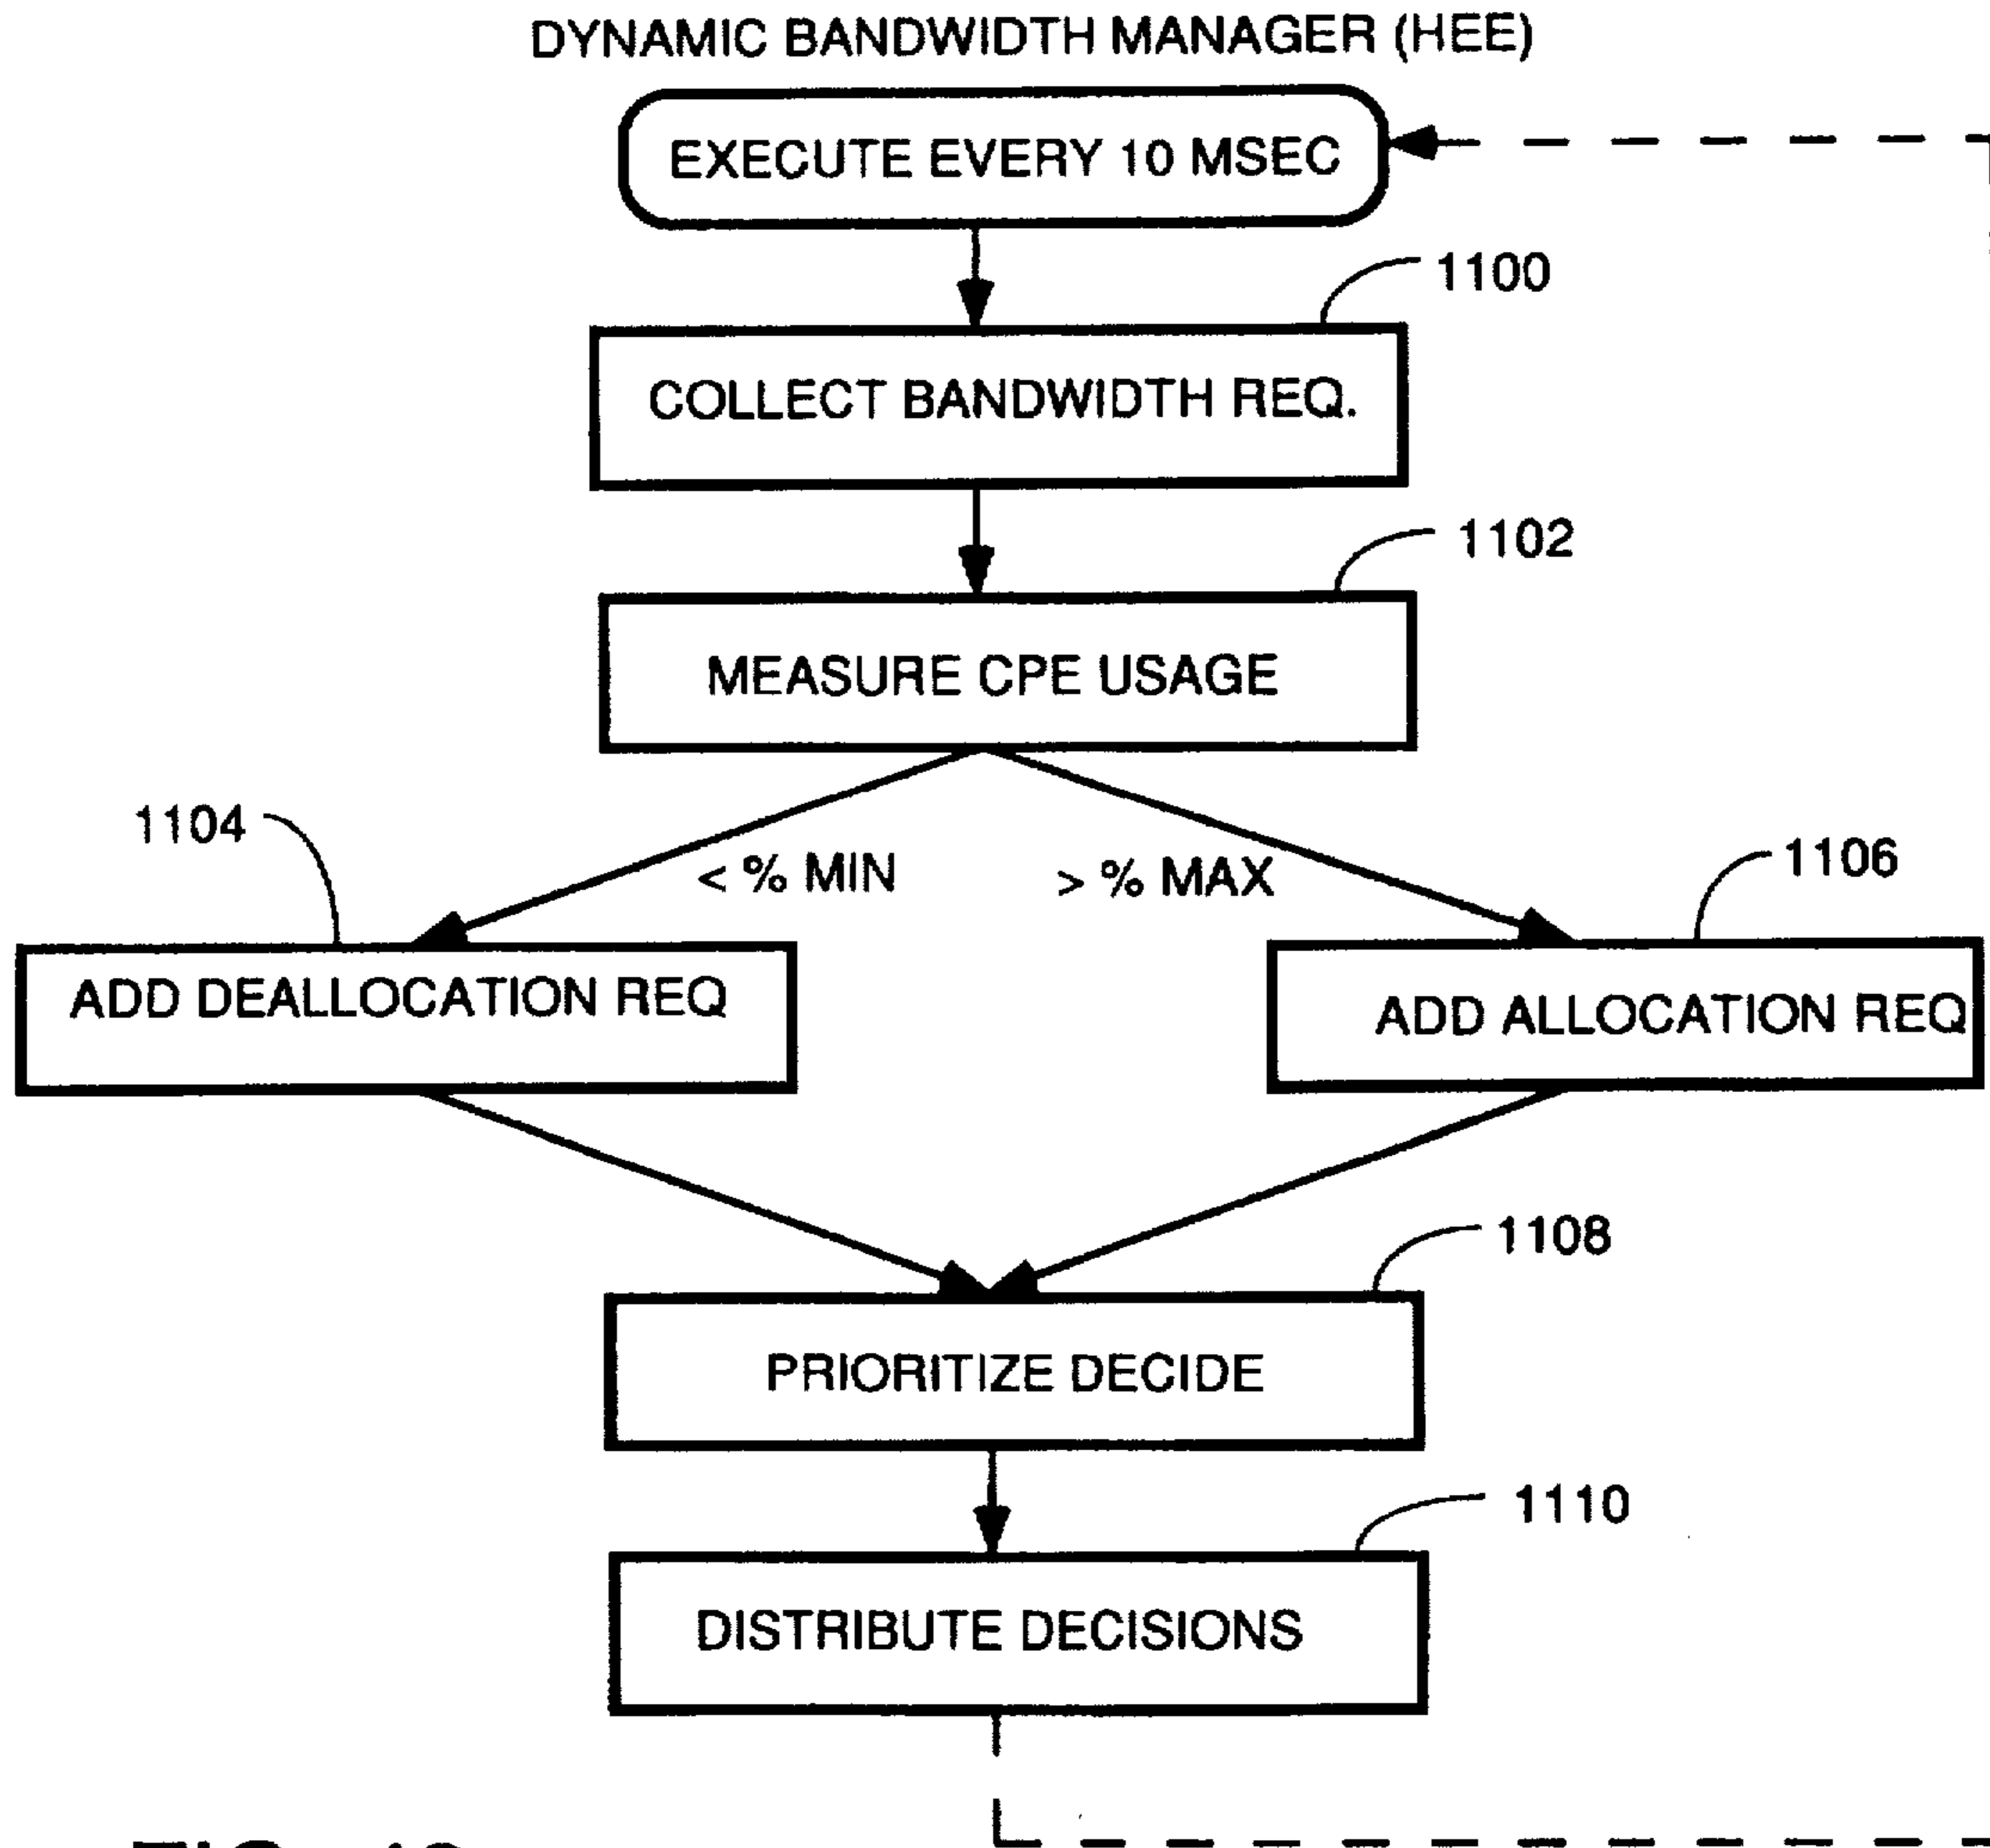 DYNAMIC BANDWIDTH MANAGER (HEE)
EXECUTE EVERY 10 MSEC
1100
COLLECT BANDWIDTH REQ.
1102
MEASURE CPE USAGE
1104
< % MIN
> % MAX
1106
ADD DEALLOCATION REQ
ADD ALLOCATION REQ
1108
PRIORITIZE DECIDE
1110
DISTRIBUTE DECISIONS